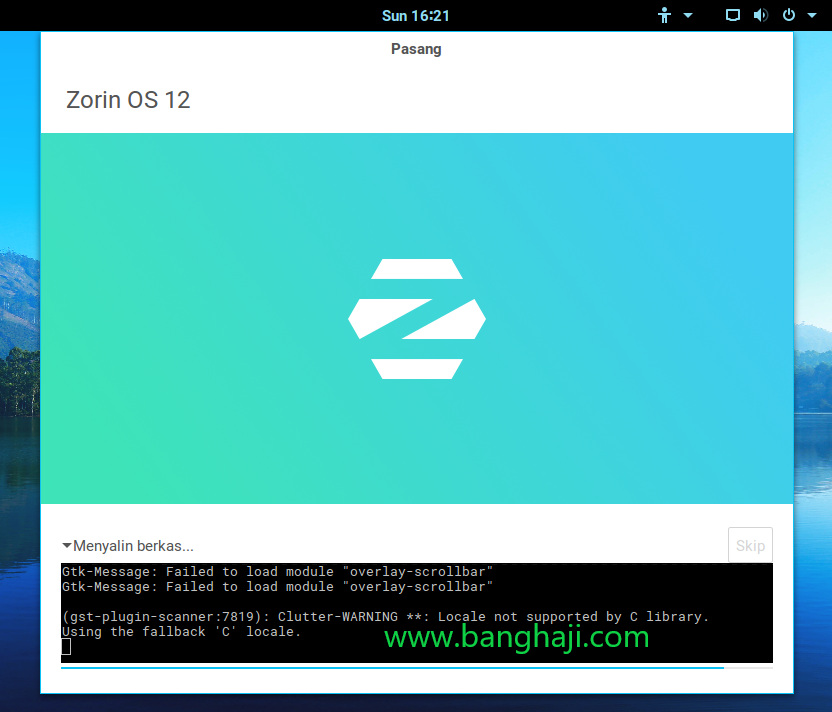 Sun 16:21
Pasang
Zorin OS 12
Menyalin berkas...
Skip
Gtk-Message: Failed to load module "overlay-scrollbar"
Gtk-Message: Failed to load module "overlay-scrollbar"
(gst-plugin-scanner:7819): Clutter-WARNING **: Locale not supported by C library.
Using the fallback 'C' locale.
www.banghaji.com